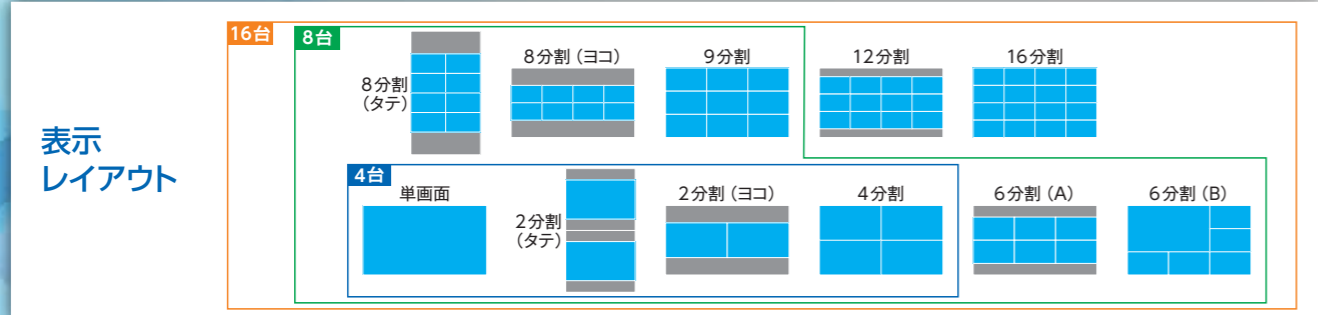 表示
レイアウト
16台
8台
8分割
(タテ)
8分割(ヨコ)
9分割
12分割
16分割
4台
単画面
2分割
(タテ)
2分割(ヨコ)
4分割
6分割(A)
6分割(B)